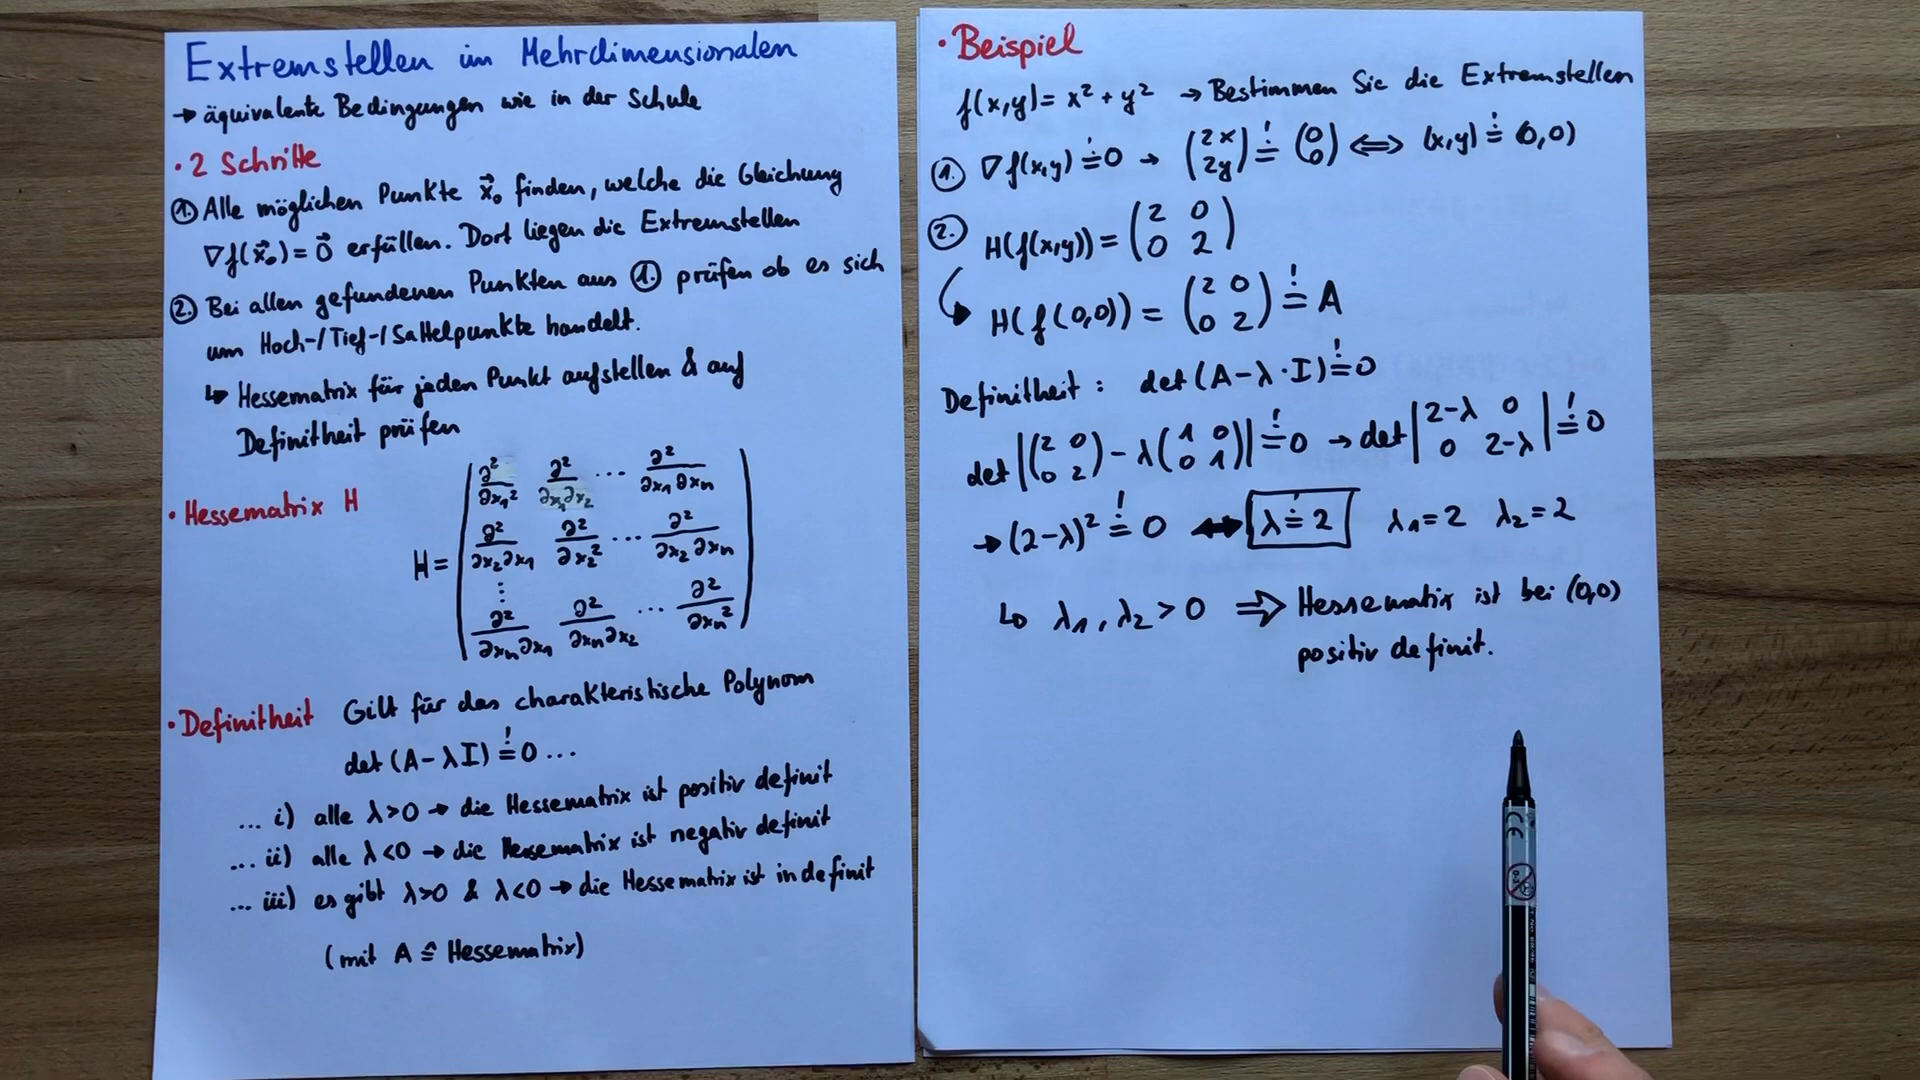 Extremstellen im Mehrdimensionalen
→ äquivalente Bedingungen wie in der Schule
• 2 Schritte
① Alle möglichen Punkte x⃗₀ finden, welche die Gleichung
∇f(x⃗₀) = 0⃗ erfüllen. Dort liegen die Extremstellen
② Bei allen gefundenen Punkten aus ① prüfen ob es sich
um Hoch-/Tief-/Sattelpunkte handelt.
↳ Hessematrix für jeden Punkt aufstellen & auf
Definitheit prüfen
• Hessematrix H
H = ( ∂²/∂x₁² ∂²/∂x₁∂x₂ ... ∂²/∂x₁∂xₙ
∂²/∂x₂∂x₁ ∂²/∂x₂² ... ∂²/∂x₂∂xₙ
⋮
∂²/∂xₙ∂x₁ ∂²/∂xₙ∂x₂ ... ∂²/∂xₙ² )
• Definitheit Gilt für das charakteristische Polynom
det (A - λI) =! 0 ...
... i) alle λ>0 → die Hessematrix ist positiv definit
... ii) alle λ<0 → die Hessematrix ist negativ definit
... iii) es gibt λ>0 & λ<0 → die Hessematrix ist indefinit
(mit A ≙ Hessematrix)
• Beispiel
f(x,y) = x² + y² → Bestimmen Sie die Extremstellen
①. ∇f(x,y) =! 0 → (2x 2y) =! (0 0) ⟺ (x,y) =! (0,0)
②. H(f(x,y)) = (2 0 0 2)
↳ H(f(0,0)) = (2 0 0 2) =! A
Definitheit: det (A - λ·I) =! 0
det |(2 0 0 2) - λ(1 0 0 1)| =! 0 → det |2-λ 0 0 2-λ| =! 0
→ (2-λ)² =! 0 ↔ λ =! 2 λ₁=2 λ₂=2
↳ λ₁, λ₂ > 0 ⇒ Hessematrix ist bei (0,0)
positiv definit.
CE
0-3